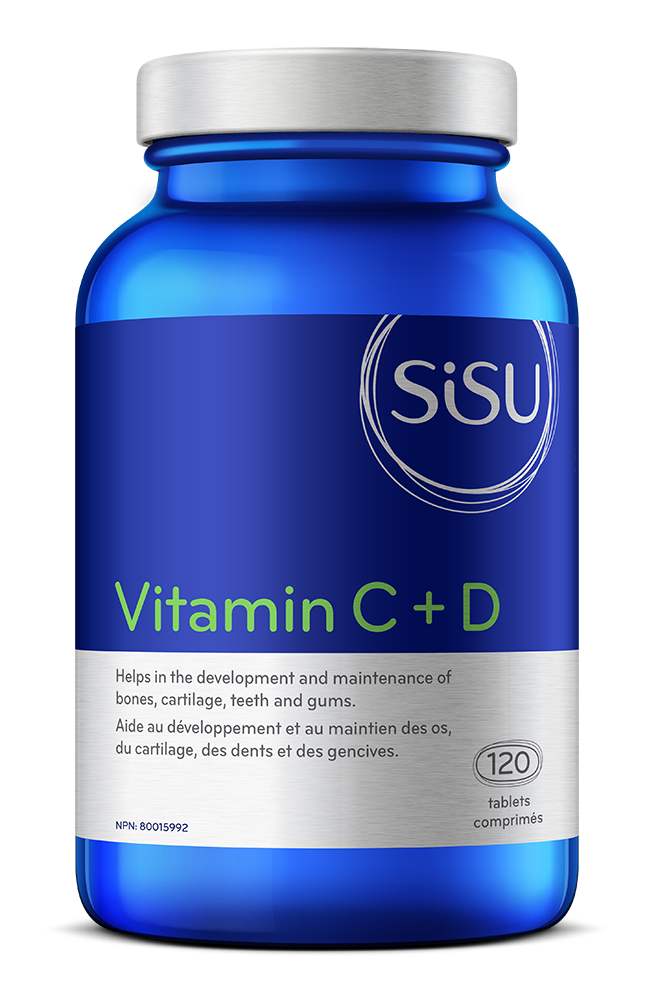 SiSU
Vitamin C + D
Helps in the development and maintenance of
bones, cartilage, teeth and gums.
Aide au développement et au maintien des os,
du cartilage, des dents et des gencives.
120
tablets
comprimés
NPN: 80015992